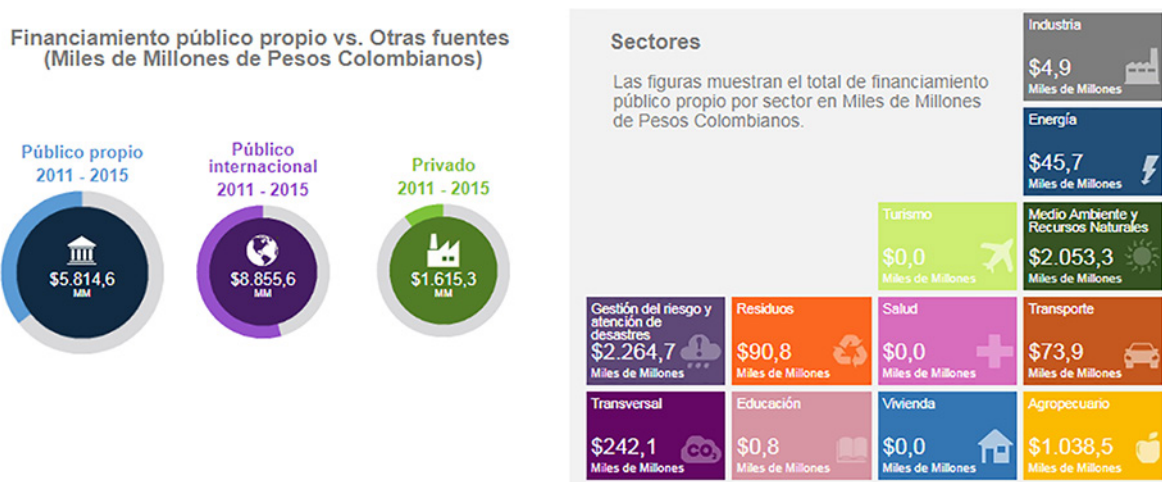 Financiamiento público propio vs. Otras fuentes
(Miles de Millones de Pesos Colombianos)
Público propio
2011 - 2015
$5.814,6
MM
Público
internacional
2011 - 2015
$8.855,6
MM
Privado
2011 - 2015
$1.615,3
MM
Sectores
Las figuras muestran el total de financiamiento
público propio por sector en Miles de Millones
de Pesos Colombianos.
Industria
$4,9
Miles de Millones
Energía
$45,7
Miles de Millones
Turismo
$0,0
Miles de Millones
Medio Ambiente y
Recursos Naturales
$2.053,3
Miles de Millones
Gestión del riesgo y
atención de
desastres
$2.264,7
Miles de Millones
Residuos
$90,8
Miles de Millones
Salud
$0,0
Miles de Millones
Transporte
$73,9
Miles de Millones
Transversal
$242,1
CO₂
Miles de Millones
Educación
$0,8
Miles de Millones
Vivienda
$0,0
Miles de Millones
Agropecuario
$1.038,5
Miles de Millones